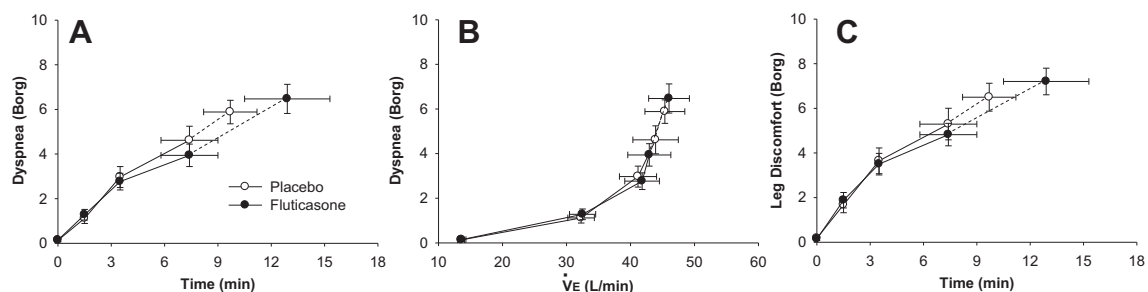 A
B
C
Dyspnea (Borg)
10
8
6
4
2
0
Placebo
Fluticasone
0 3 6 9 12 15 18
Time (min)
Dyspnea (Borg)
10
8
6
4
2
0
10 20 30 40 50 60
V̇E (L/min)
Leg Discomfort (Borg)
10
8
6
4
2
0
0 3 6 9 12 15 18
Time (min)